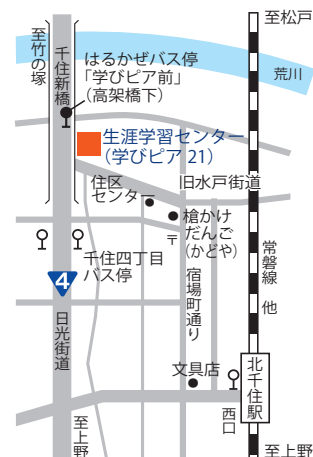 至松戸
至竹の塚
千住新橋
はるかぜバス停
「学びピア前」
（高架橋下）
荒川
生涯学習センター
（学びピア 21）
住区
センター
旧水戸街道
槍かけ
だんご
（かどや）
〒
千住四丁目
バス停
4
日光街道
宿場町通り
常磐線　他
文具店
北千住駅
西口
至上野
至上野